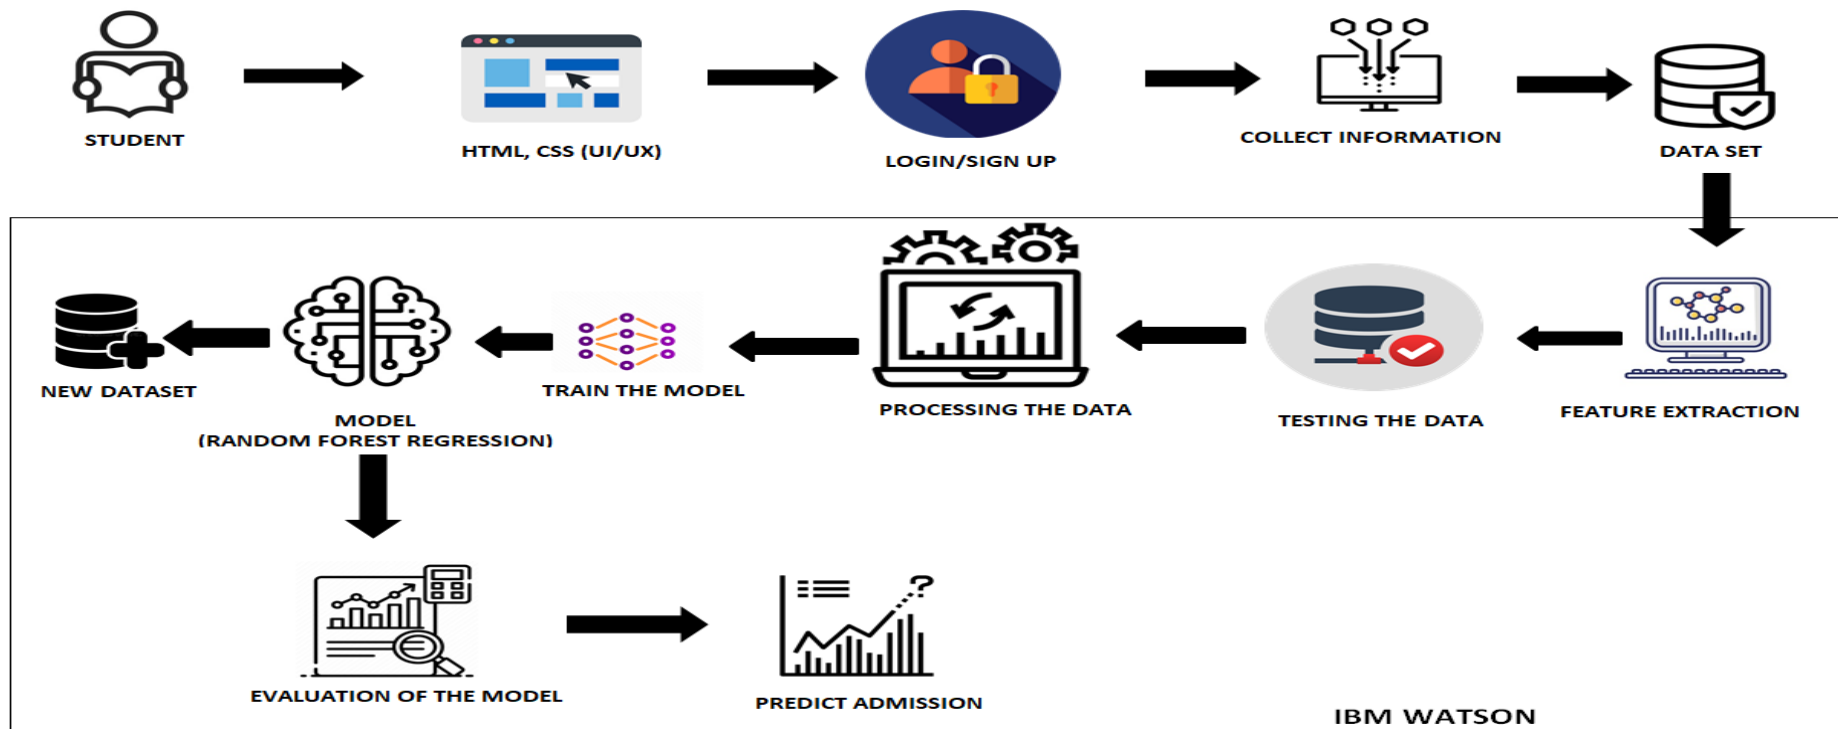 STUDENT
HTML, CSS (UI/UX)
LOGIN/SIGN UP
COLLECT INFORMATION
DATA SET
NEW DATASET
MODEL
(RANDOM FOREST REGRESSION)
TRAIN THE MODEL
PROCESSING THE DATA
TESTING THE DATA
FEATURE EXTRACTION
EVALUATION OF THE MODEL
PREDICT ADMISSION
IBM WATSON